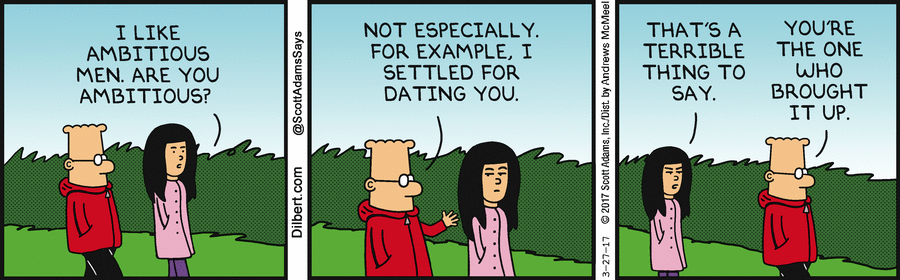 I LIKE
AMBITIOUS
MEN. ARE YOU
AMBITIOUS?
Dilbert.com
@ScottAdamsSays
NOT ESPECIALLY.
FOR EXAMPLE, I
SETTLED FOR
DATING YOU.
3-27-17 © 2017 Scott Adams, Inc./Dist. by Andrews McMeel
THAT'S A
TERRIBLE
THING TO
SAY.
YOU'RE
THE ONE
WHO
BROUGHT
IT UP.